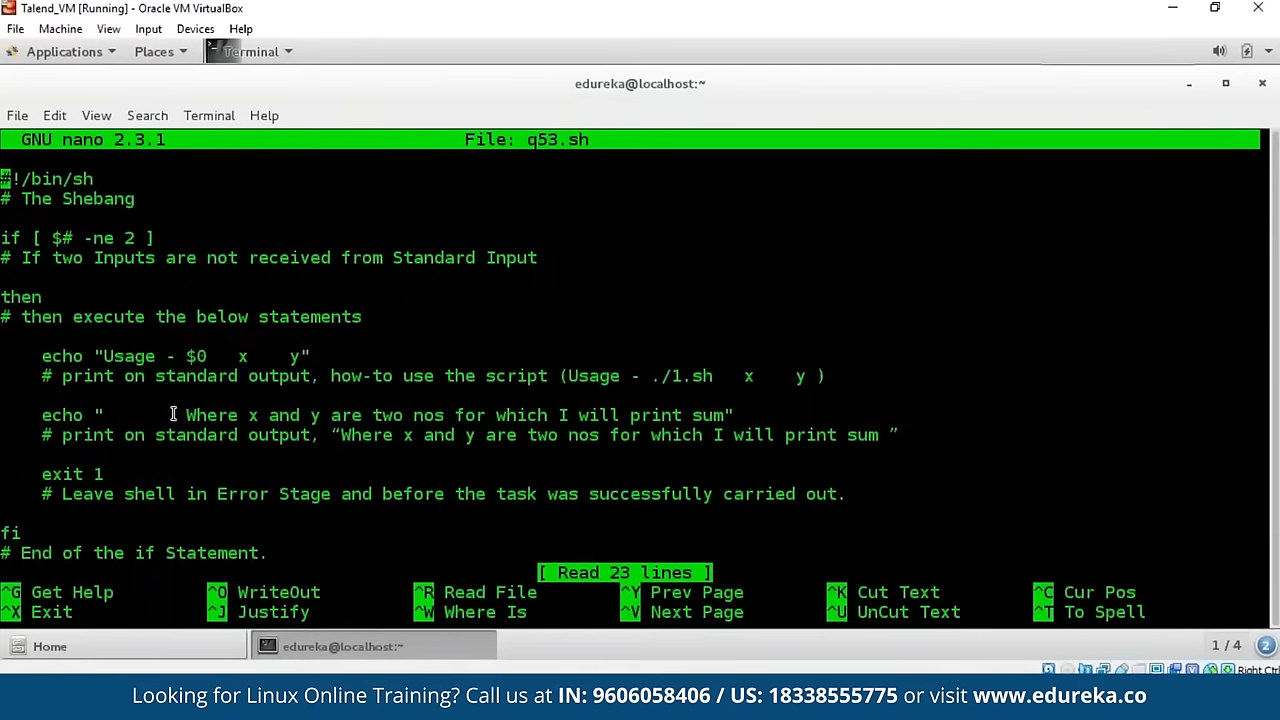 Talend_VM [Running] - Oracle VM VirtualBox
File Machine View Input Devices Help
Applications Places Terminal
edureka@localhost:~
File Edit View Search Terminal Help
GNU nano 2.3.1 File: q53.sh
#!/bin/sh
# The Shebang
if [ $# -ne 2 ]
# If two Inputs are not received from Standard Input
then
# then execute the below statements
echo "Usage - $0 x y"
# print on standard output, how-to use the script (Usage - ./1.sh x y )
echo " Where x and y are two nos for which I will print sum"
# print on standard output, “Where x and y are two nos for which I will print sum ”
exit 1
# Leave shell in Error Stage and before the task was successfully carried out.
fi
# End of the if Statement.
[ Read 23 lines ]
^G Get Help ^O WriteOut ^R Read File ^Y Prev Page ^K Cut Text ^C Cur Pos
^X Exit ^J Justify ^W Where Is ^V Next Page ^U UnCut Text ^T To Spell
Home edureka@localhost:~ 1 / 4 2
Right Ctrl
Looking for Linux Online Training? Call us at IN: 9606058406 / US: 18338555775 or visit www.edureka.co